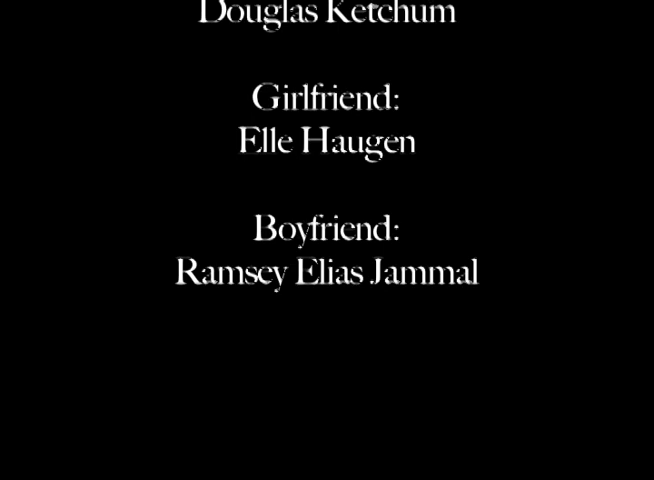 Douglas Ketchum
Girlfriend:
Elle Haugen
Boyfriend:
Ramsey Elias Jammal